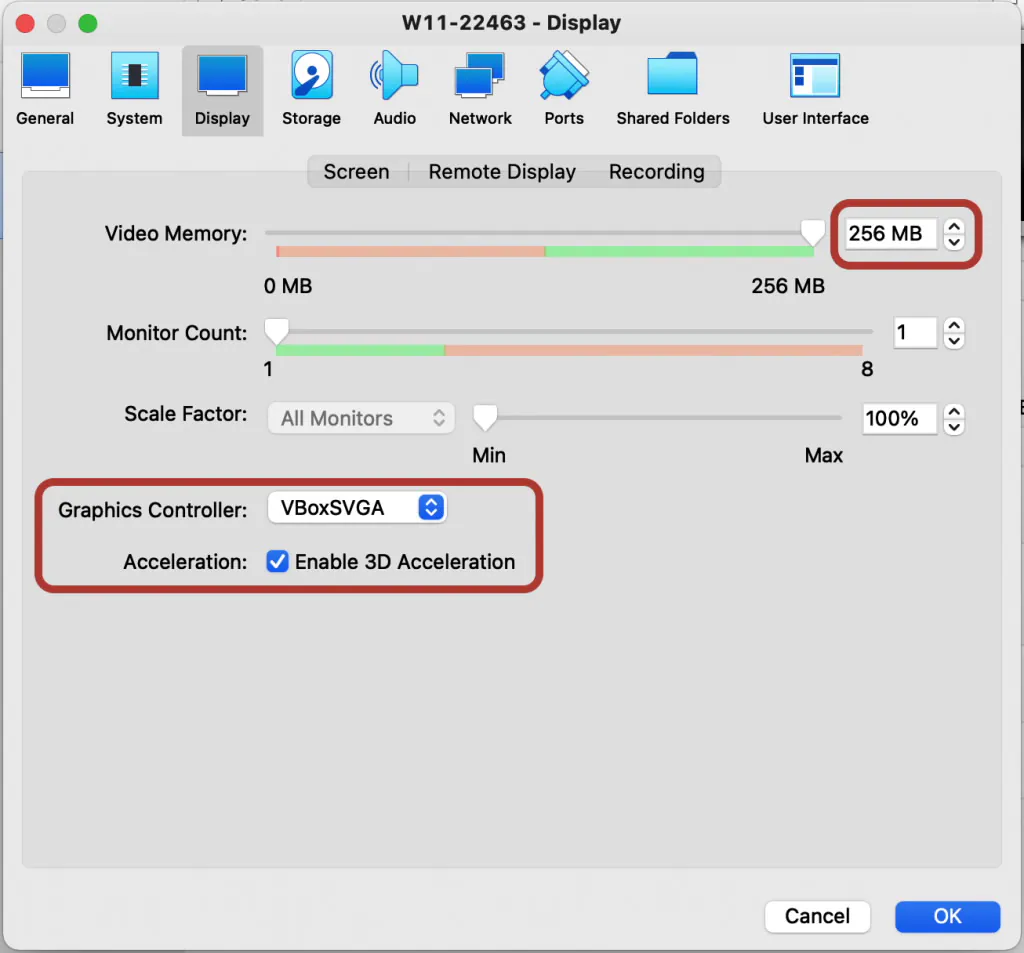 W11-22463 - Display
General System Display Storage Audio Network Ports Shared Folders User Interface
Screen Remote Display Recording
Video Memory: 256 MB
0 MB 256 MB
Monitor Count: 1
1 8
Scale Factor: All Monitors 100%
Min Max
Graphics Controller: VBoxSVGA
Acceleration: Enable 3D Acceleration
Cancel OK